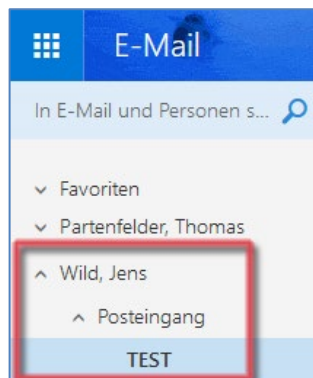 E-Mail
In E-Mail und Personen s...
Favoriten
Partenfelder, Thomas
Wild, Jens
Posteingang
TEST